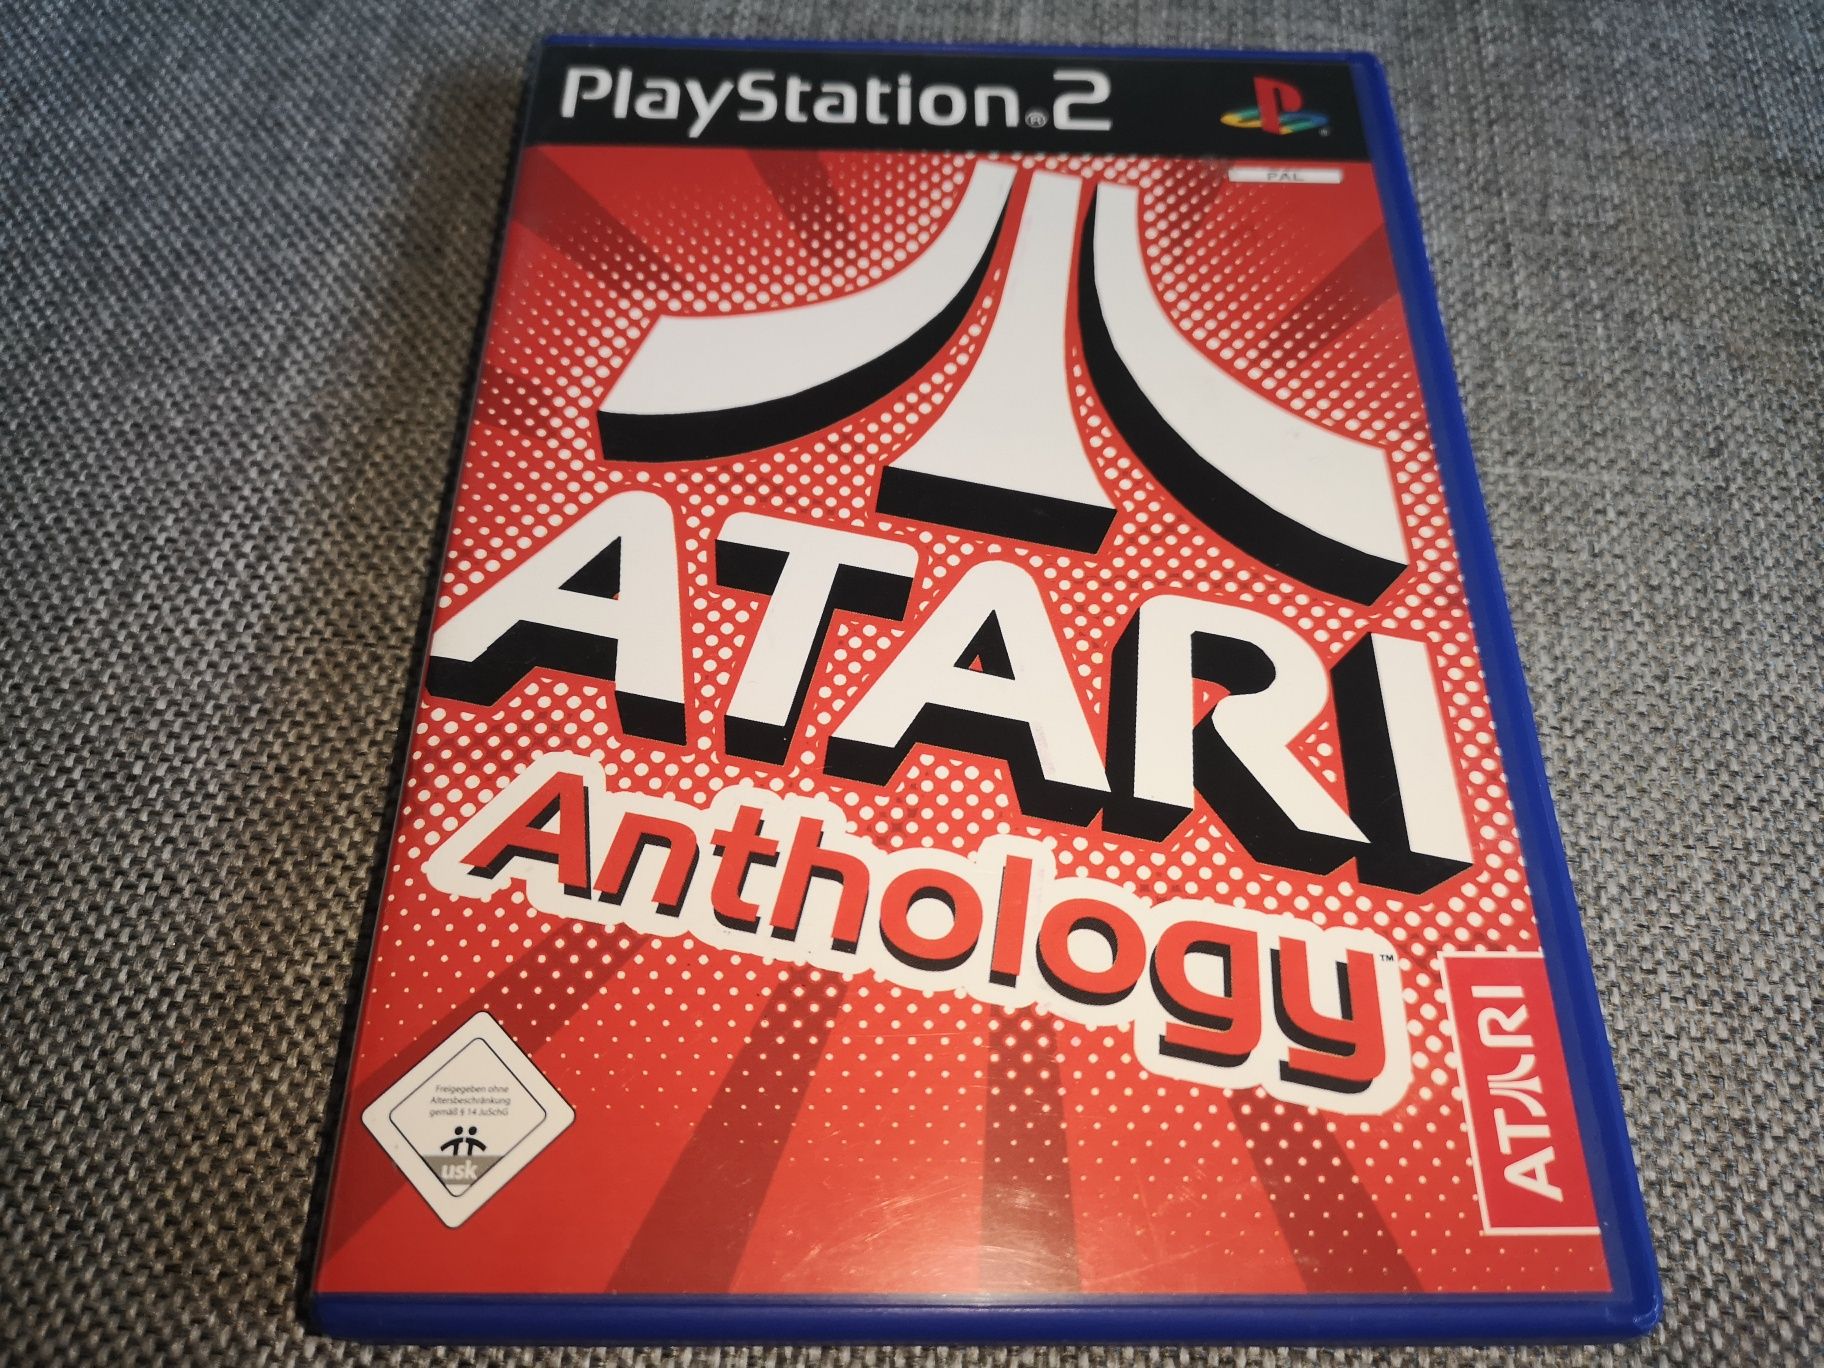 PlayStation®2
PAL
ATARI
Anthology™
ATARI
Freigegeben ohne
Altersbeschränkung
gemäß § 14 JuSchG
usk